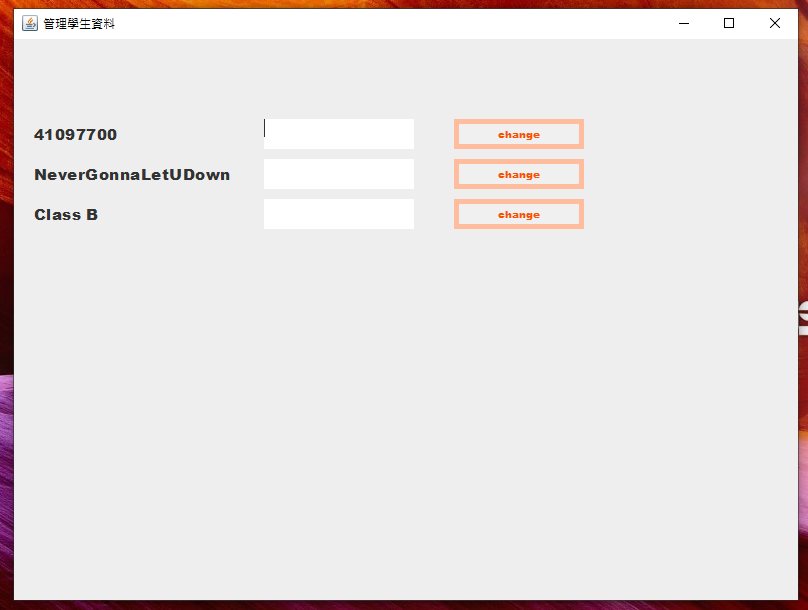 管理學生資料
41097700 change
NeverGonnaLetUDown change
Class B change